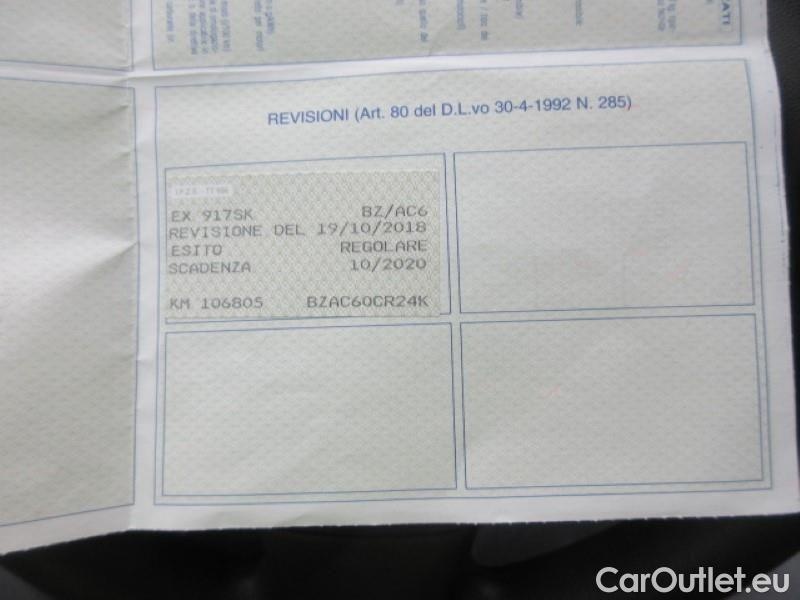 REVISIONI (Art. 80 del D.L.vo 30-4-1992 N. 285)
EX 917SK BZ/AC6
REVISIONE DEL 19/10/2018
ESITO REGOLARE
SCADENZA 10/2020
KM 106805 BZAC60CR24K
CarOutlet.eu